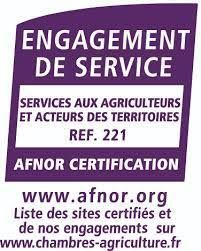 ENGAGEMENT
DE SERVICE
SERVICES AUX AGRICULTEURS
ET ACTEURS DES TERRITOIRES
REF. 221
AFNOR CERTIFICATION
www.afnor.org
Liste des sites certifiés et
de nos engagements sur
www.chambres-agriculture.fr